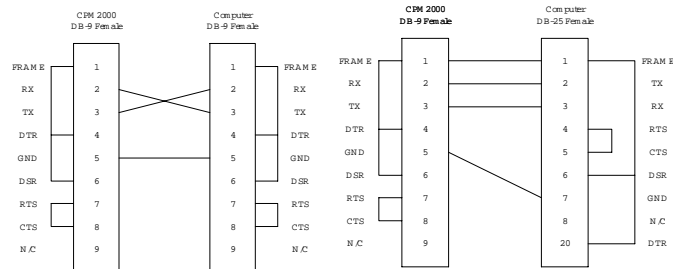 CPM 2000
DB-9 Female
Computer
DB-9 Female
FRAME 1 1 FRAME
RX 2 2 RX
TX 3 3 TX
DTR 4 4 DTR
GND 5 5 GND
DSR 6 6 DSR
RTS 7 7 RTS
CTS 8 8 CTS
N/C 9 9 N/C
CPM 2000
DB-9 Female
Computer
DB-25 Female
FRAME 1 1 FRAME
RX 2 2 TX
TX 3 3 RX
DTR 4 4 RTS
GND 5 5 CTS
DSR 6 6 DSR
RTS 7 7 GND
CTS 8 8 N/C
N/C 9 20 DTR